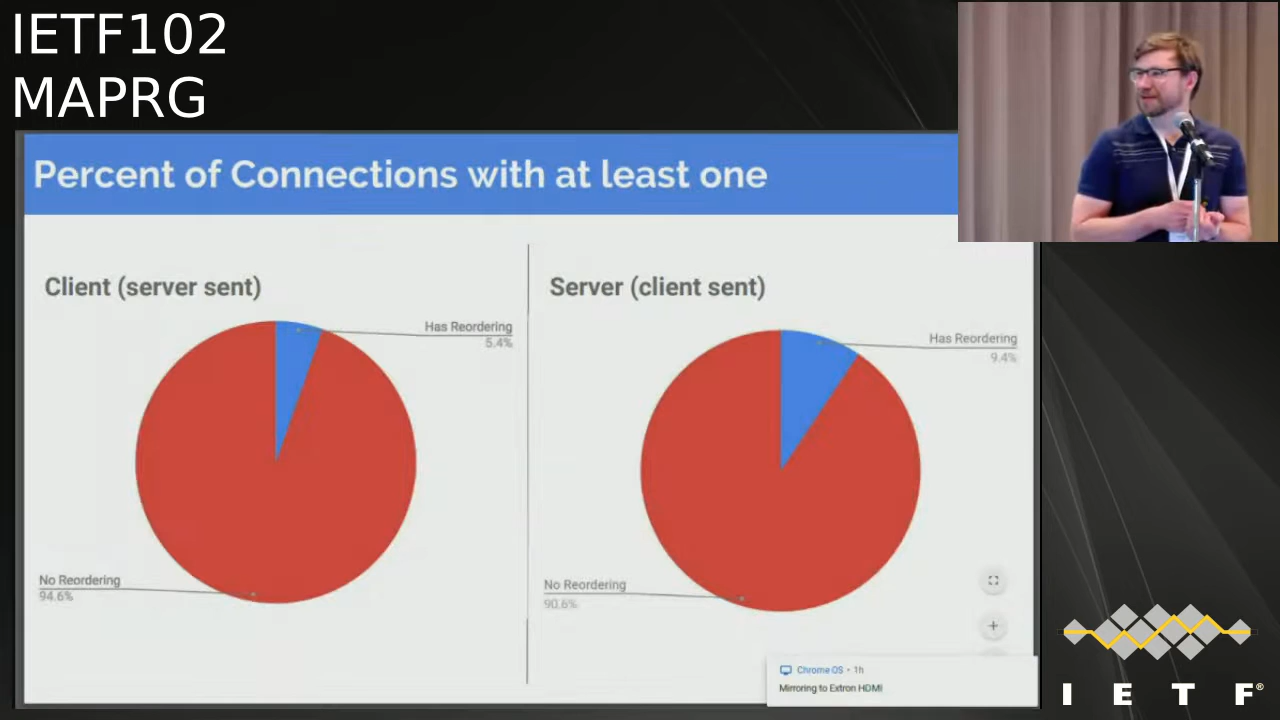 IETF102
MAPRG
Percent of Connections with at least one
Client (server sent)
Has Reordering
5.4%
No Reordering
94.6%
Server (client sent)
Has Reordering
9.4%
No Reordering
90.6%
Chrome OS • 1h
Mirroring to Extron HDMI
I E T F®